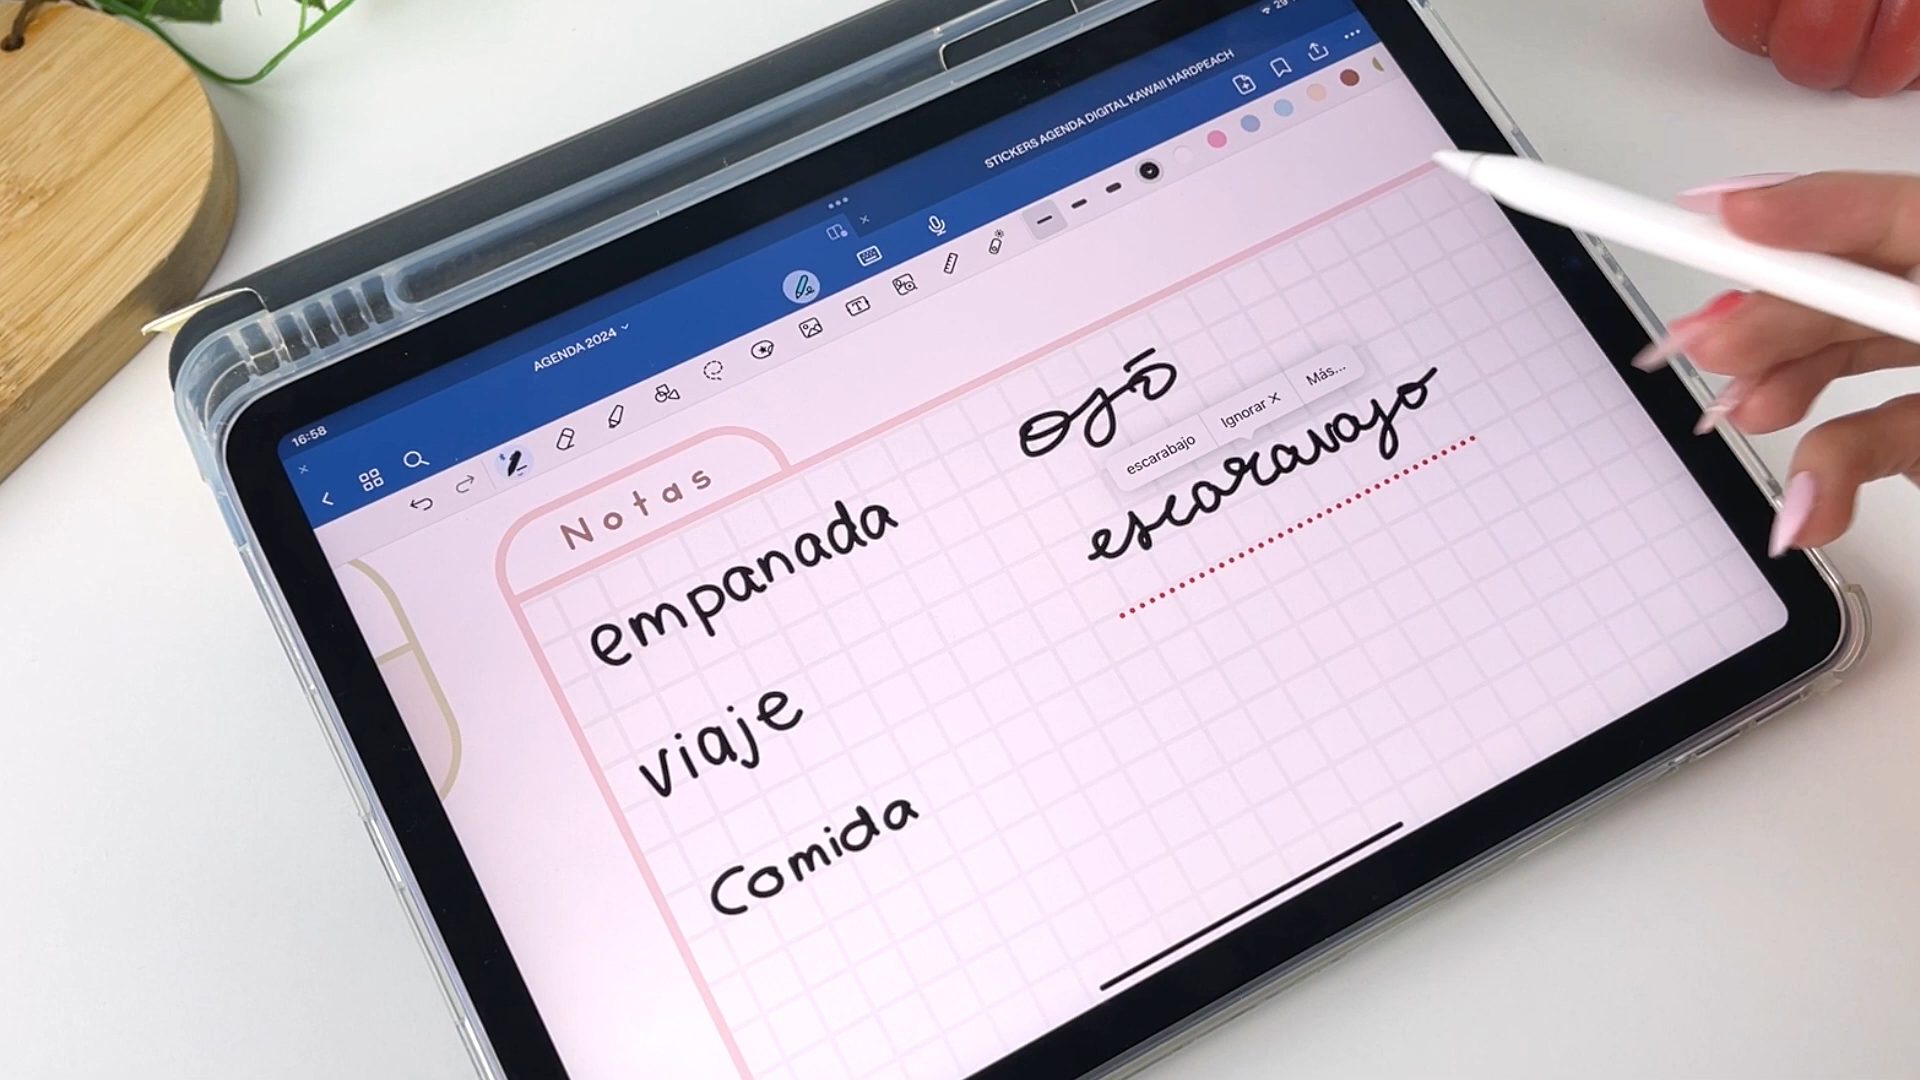 16:58
AGENDA 2024
STICKERS AGENDA DIGITAL KAWAII HARDPEACH
Notas
empanada
viaje
Comida
ojo
escarabajo
Ignorar ×
Más...
escaravajo